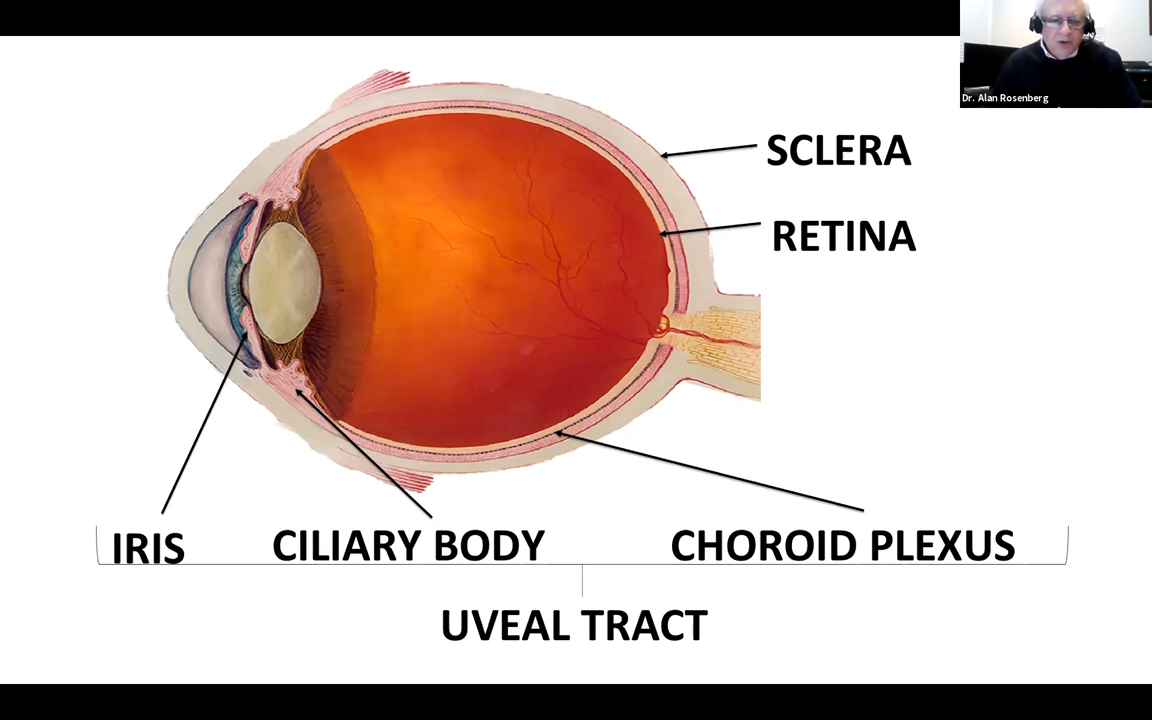 Dr. Alan Rosenberg
SCLERA
RETINA
IRIS
CILIARY BODY
CHOROID PLEXUS
UVEAL TRACT